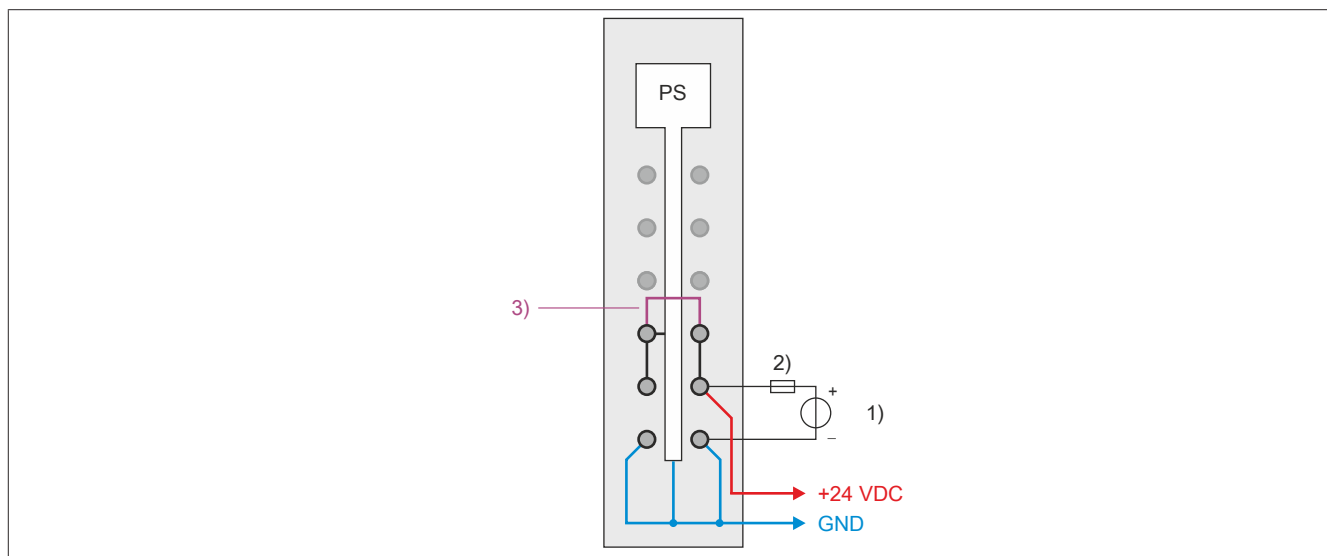 PS
3)
2)
+
1)
–
+24 VDC
GND